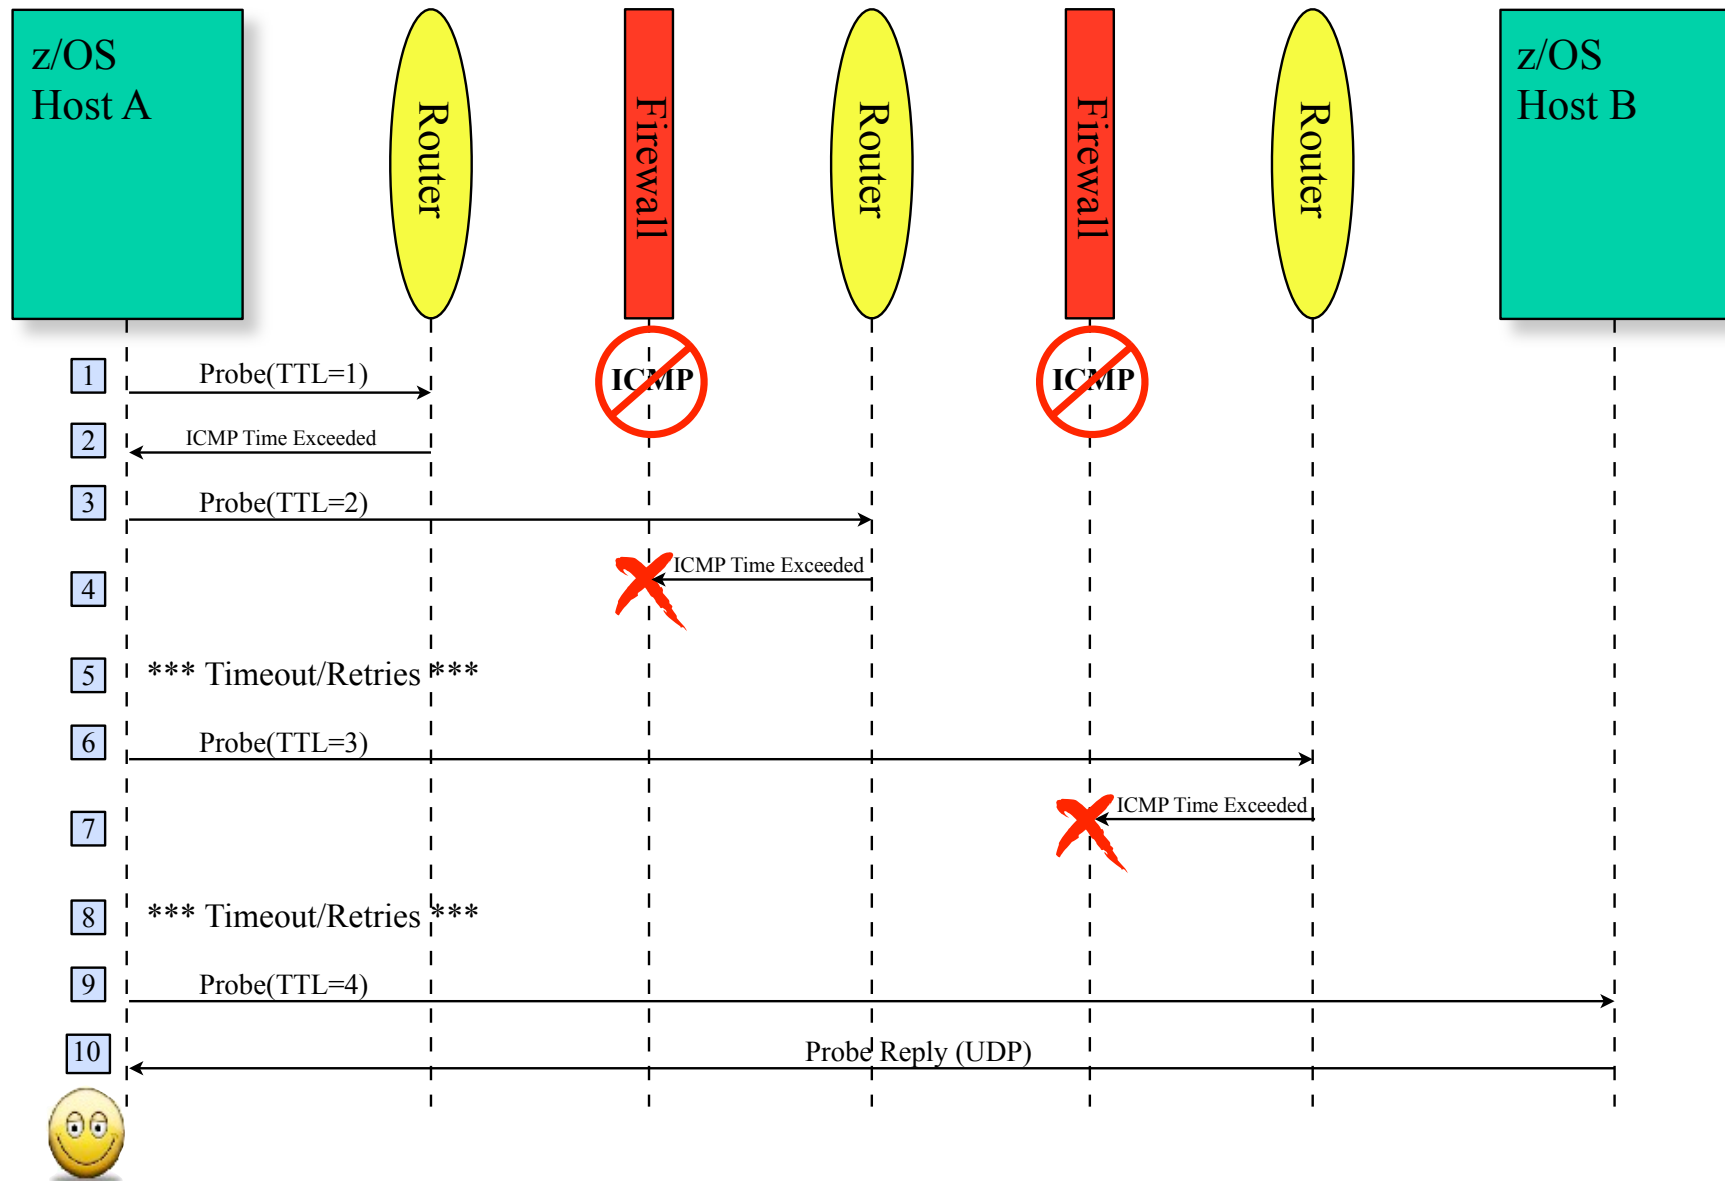 z/OS
Host A
Router
Firewall
Router
Firewall
Router
z/OS
Host B
ICMP
ICMP
1
Probe(TTL=1)
2
ICMP Time Exceeded
3
Probe(TTL=2)
4
ICMP Time Exceeded
5
*** Timeout/Retries ***
6
Probe(TTL=3)
7
ICMP Time Exceeded
8
*** Timeout/Retries ***
9
Probe(TTL=4)
10
Probe Reply (UDP)